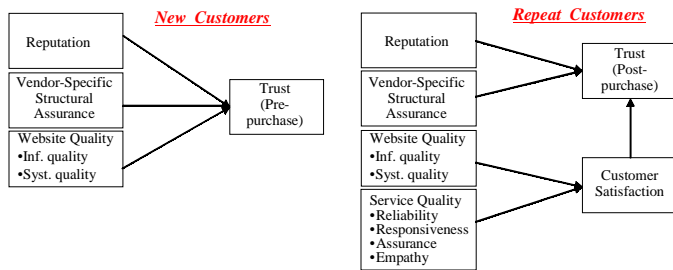 New Customers
Reputation
Vendor-Specific
Structural
Assurance
Website Quality
•Inf. quality
•Syst. quality
Trust
(Pre-
purchase)
Repeat Customers
Reputation
Vendor-Specific
Structural
Assurance
Website Quality
•Inf. quality
•Syst. quality
Service Quality
•Reliability
•Responsiveness
•Assurance
•Empathy
Trust
(Post-
purchase)
Customer
Satisfaction